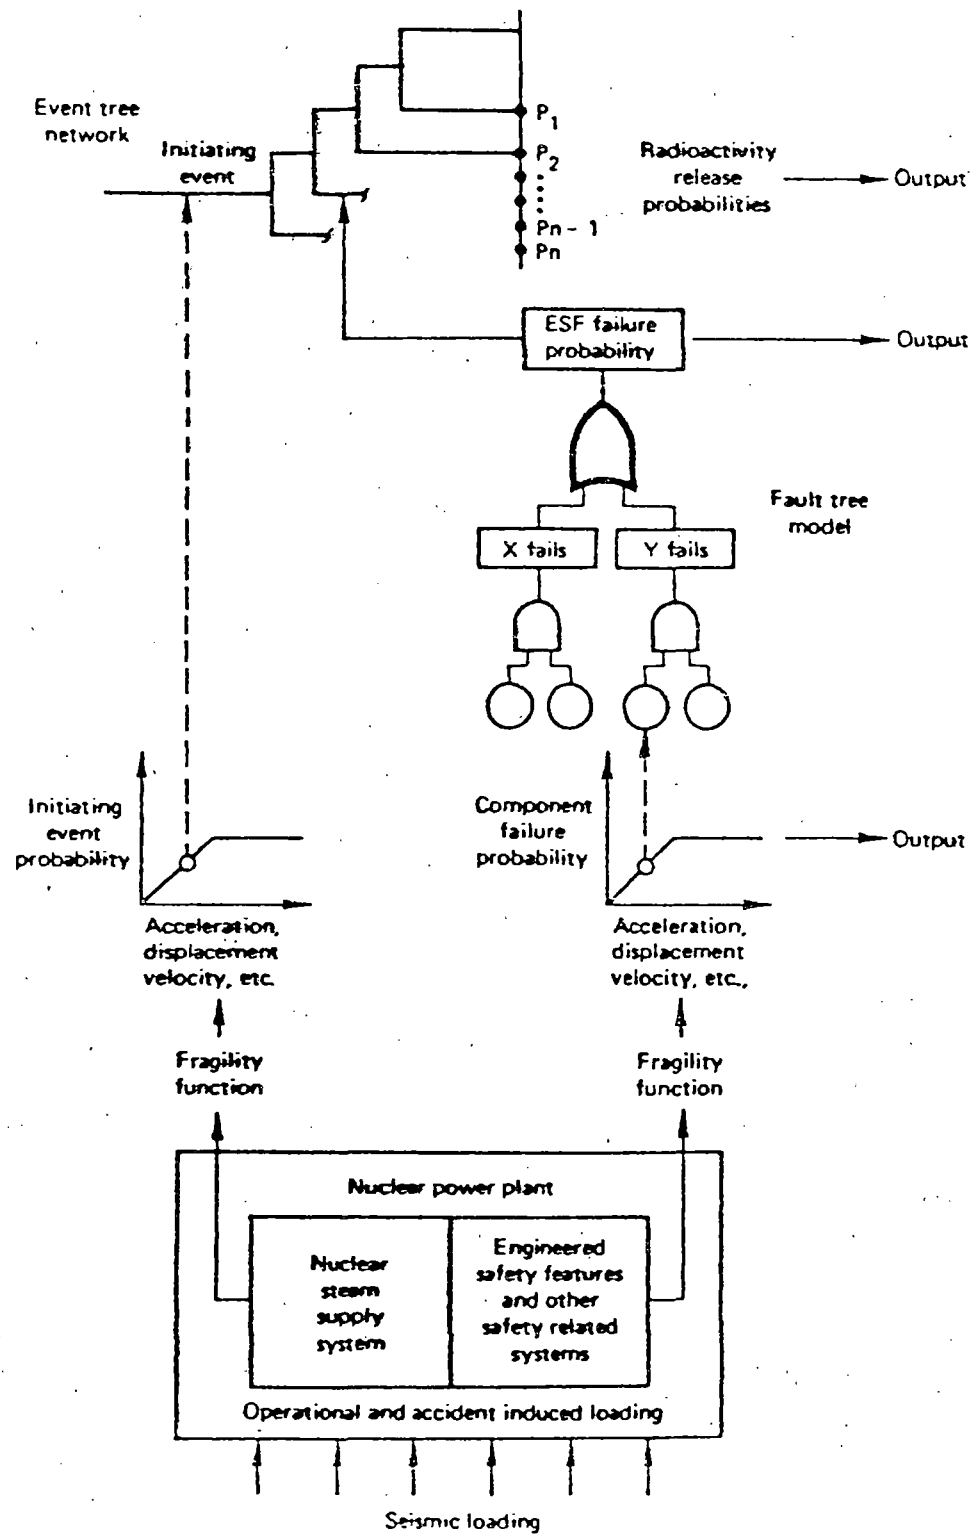 Event tree
network
Initiating
event
P1
P2
Pn - 1
Pn
Radioactivity
release
probabilities
Output
ESF failure
probability
Output
Fault tree
model
X fails
Y fails
Initiating
event
probability
Acceleration,
displacement
velocity, etc.
Component
failure
probability
Output
Acceleration,
displacement
velocity, etc.,
Fragility
function
Fragility
function
Nuclear power plant
Nuclear
steam
supply
system
Engineered
safety features
and other
safety related
systems
Operational and accident induced loading
Seismic loading